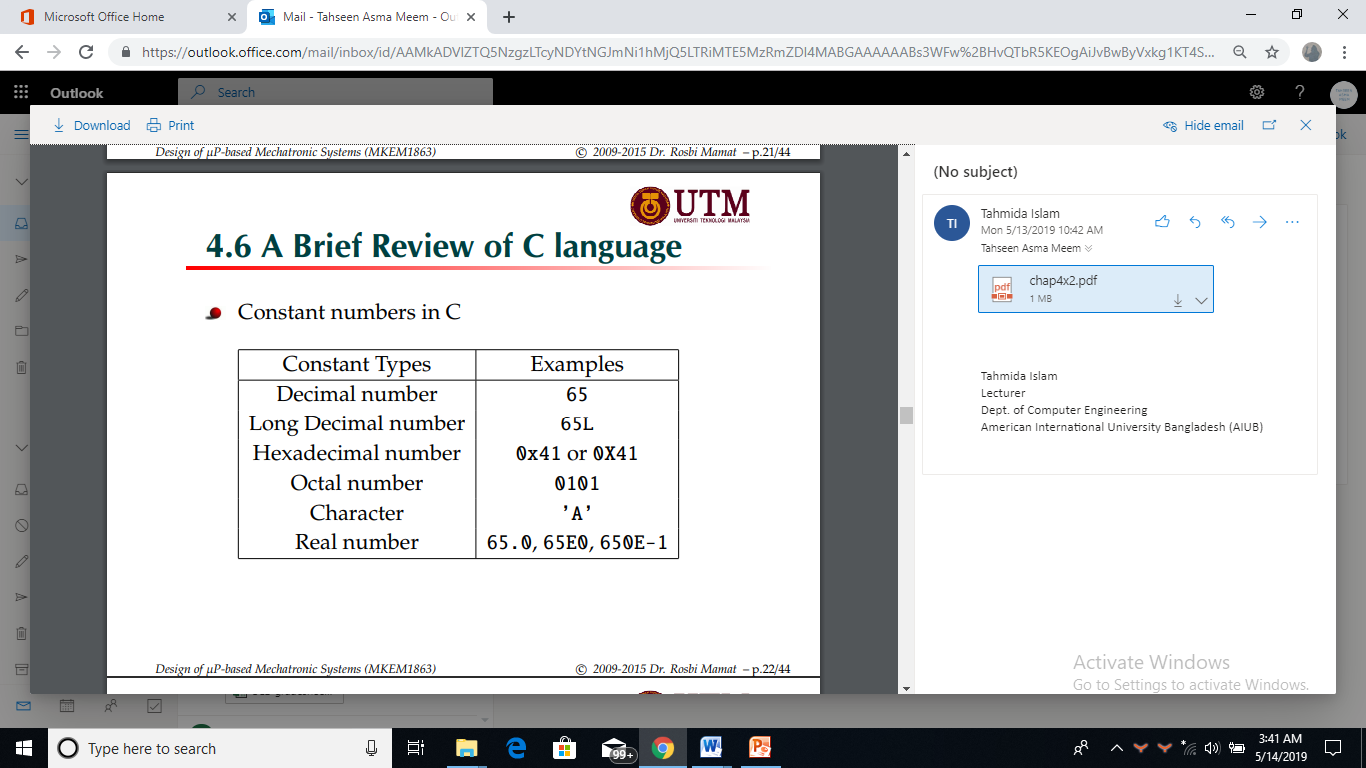 Microsoft Office Home
Mail - Tahseen Asma Meem - Ou
https://outlook.office.com/mail/inbox/id/AAMkADVlZTQ5NzgzLTcyNDYtNGJmNi1hMjQ5LTRiMTE5MzRmZDI4MABGAAAAAABs3WFw%2BHvQTbR5KEOgAiJvBwByVxkg1KT4S...
Outlook
Search
Download
Print
Hide email
Design of µP-based Mechatronic Systems (MKEM1863)
© 2009-2015 Dr. Rosbi Mamat – p.21/44
UTM
UNIVERSITI TEKNOLOGI MALAYSIA
4.6 A Brief Review of C language
Constant numbers in C
Constant Types Examples
Decimal number 65
Long Decimal number 65L
Hexadecimal number 0x41 or 0X41
Octal number 0101
Character ’A’
Real number 65.0, 65E0, 650E-1
Design of µP-based Mechatronic Systems (MKEM1863)
© 2009-2015 Dr. Rosbi Mamat – p.22/44
(No subject)
TI
Tahmida Islam
Mon 5/13/2019 10:42 AM
Tahseen Asma Meem
pdf
chap4x2.pdf
1 MB
Tahmida Islam
Lecturer
Dept. of Computer Engineering
American International University Bangladesh (AIUB)
Activate Windows
Go to Settings to activate Windows.
Type here to search
99+
3:41 AM
5/14/2019